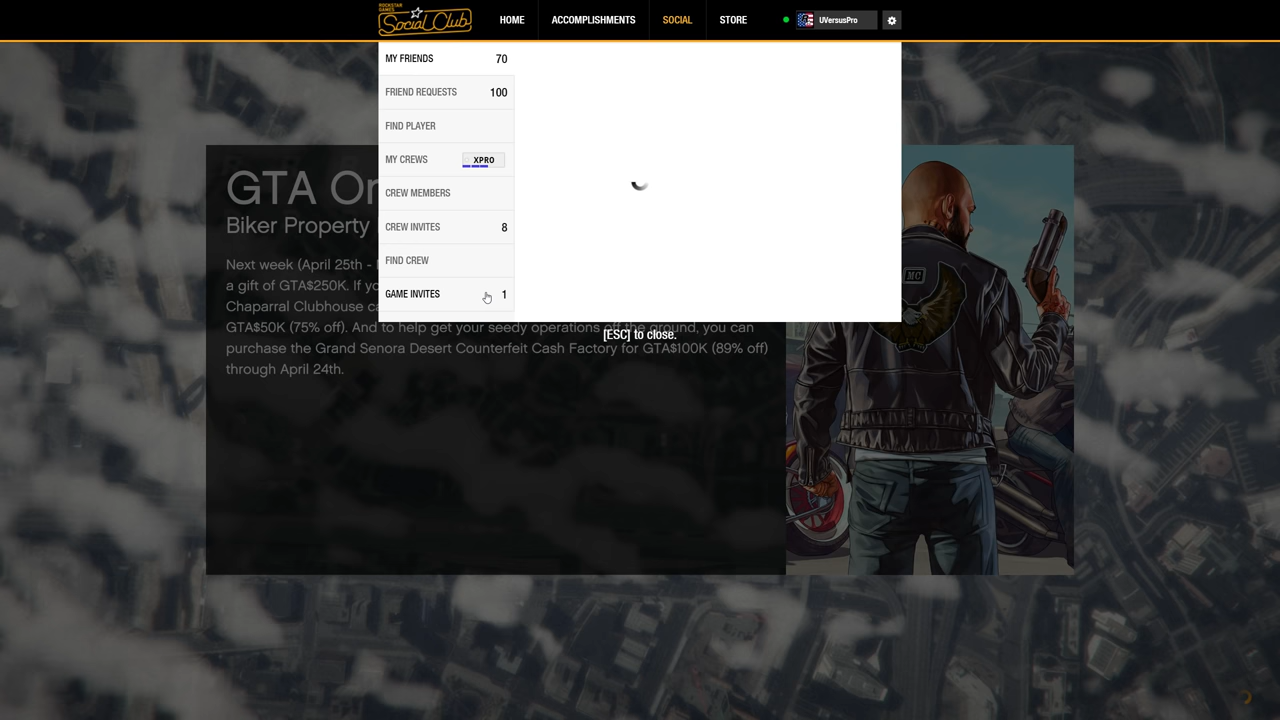 ROCKSTAR GAMES
Social Club
HOME
ACCOMPLISHMENTS
SOCIAL
STORE
UVersusPro
MY FRIENDS 70
FRIEND REQUESTS 100
FIND PLAYER
MY CREWS XPRO
CREW MEMBERS
CREW INVITES 8
FIND CREW
GAME INVITES 1
[ESC] to close.
GTA On
Biker Property
Next week (April 25th -
a gift of GTA$250K. If yo
Chaparral Clubhouse ca
GTA$50K (75% off). And to help get your seedy operations off the ground, you can
purchase the Grand Senora Desert Counterfeit Cash Factory for GTA$100K (89% off)
through April 24th.
MC